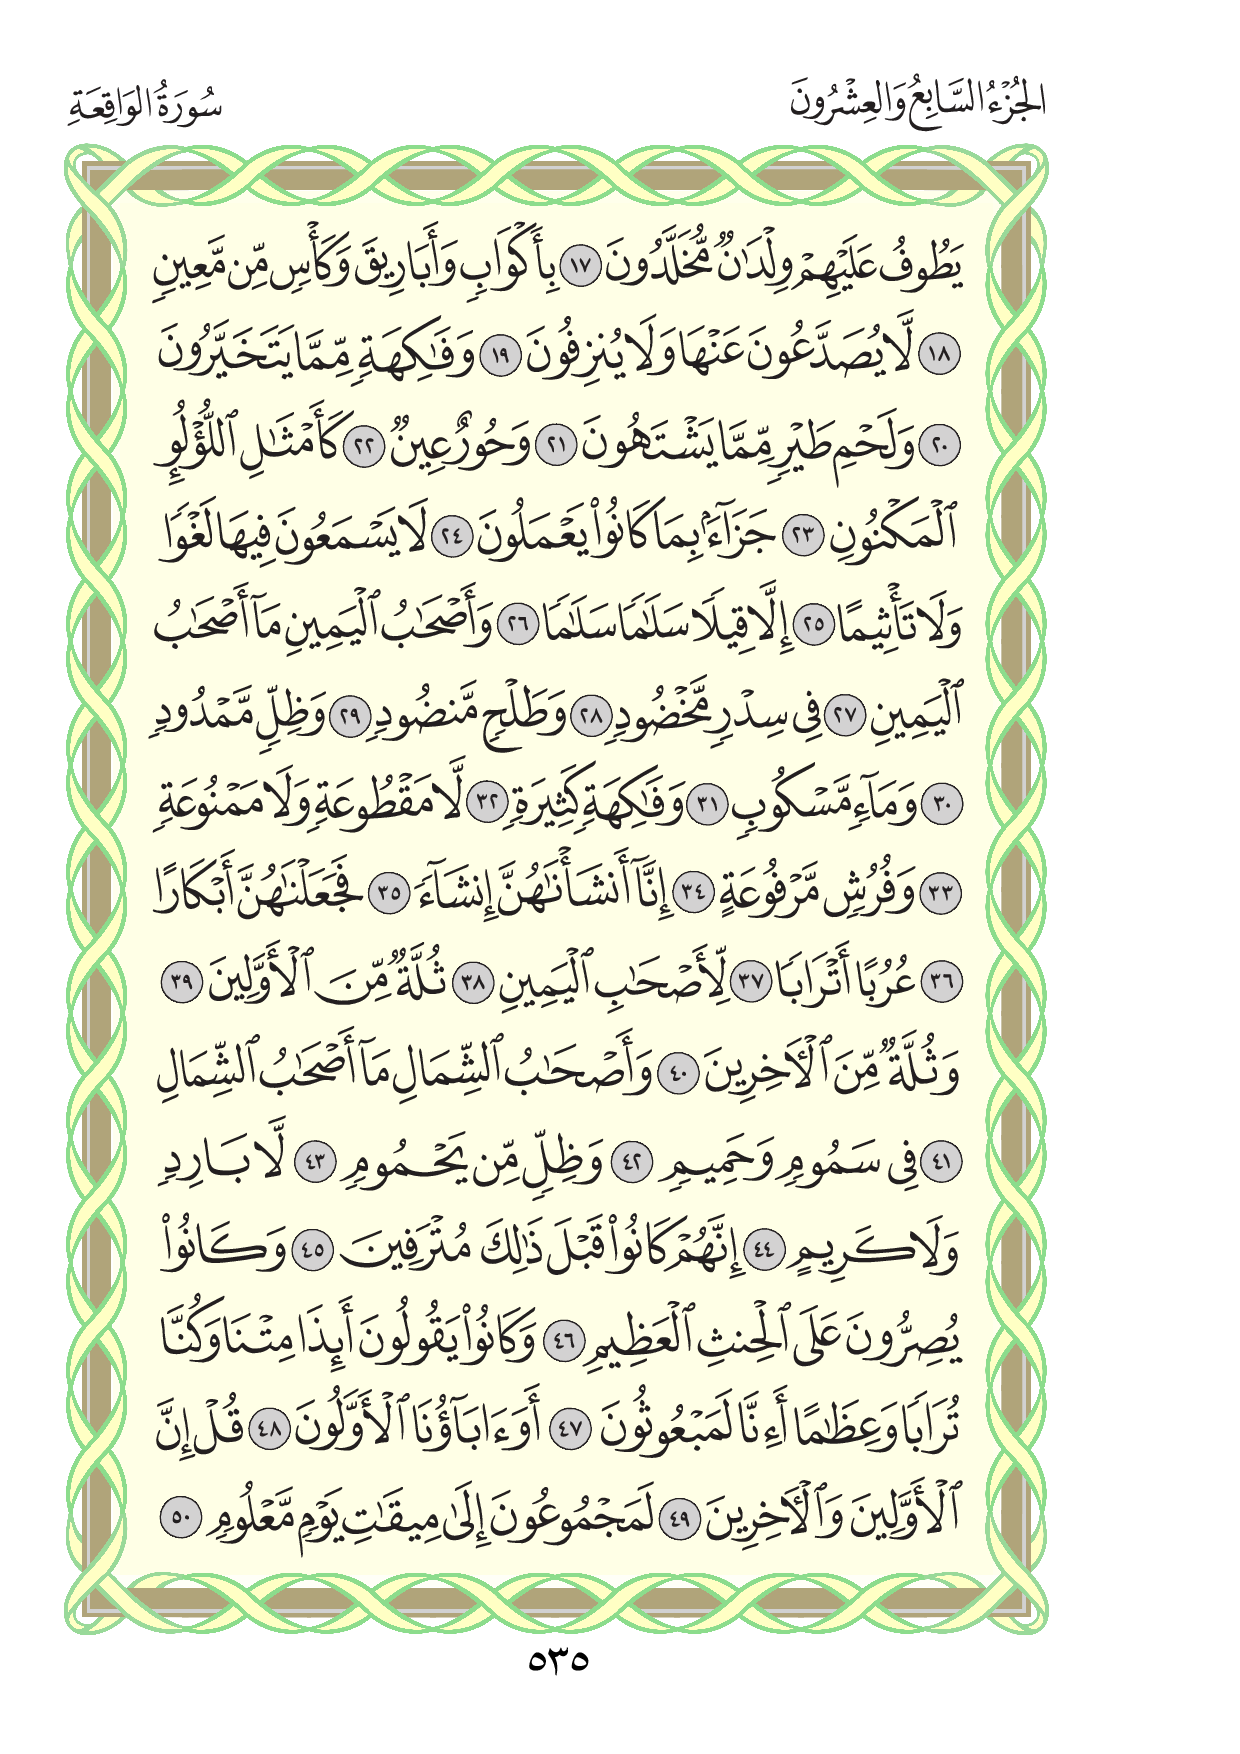 الجُزْءُ السَّابِعُ وَالعِشْرُونَ
سُورَةُ الوَاقِعَةِ
يَطُوفُ عَلَيْهِمْ وِلْدَٰنٌ مُّخَلَّدُونَ ١٧ بِأَكْوَابٍ وَأَبَارِيقَ وَكَأْسٍ مِّن مَّعِينٍ
١٨ لَّا يُصَدَّعُونَ عَنْهَا وَلَا يُنزِفُونَ ١٩ وَفَٰكِهَةٍ مِّمَّا يَتَخَيَّرُونَ
٢٠ وَلَحْمِ طَيْرٍ مِّمَّا يَشْتَهُونَ ٢١ وَحُورٌ عِينٌ ٢٢ كَأَمْثَٰلِ ٱللُّؤْلُؤِ
ٱلْمَكْنُونِ ٢٣ جَزَآءًۢ بِمَا كَانُوا۟ يَعْمَلُونَ ٢٤ لَا يَسْمَعُونَ فِيهَا لَغْوًا
وَلَا تَأْثِيمًا ٢٥ إِلَّا قِيلًا سَلَٰمًا سَلَٰمًا ٢٦ وَأَصْحَٰبُ ٱلْيَمِينِ مَآ أَصْحَٰبُ
ٱلْيَمِينِ ٢٧ فِى سِدْرٍ مَّخْضُودٍ ٢٨ وَطَلْحٍ مَّنضُودٍ ٢٩ وَظِلٍّ مَّمْدُودٍ
٣٠ وَمَآءٍ مَّسْكُوبٍ ٣١ وَفَٰكِهَةٍ كَثِيرَةٍ ٣٢ لَّا مَقْطُوعَةٍ وَلَا مَمْنُوعَةٍ
٣٣ وَفُرُشٍ مَّرْفُوعَةٍ ٣٤ إِنَّآ أَنشَأْنَٰهُنَّ إِنشَآءً ٣٥ فَجَعَلْنَٰهُنَّ أَبْكَارًا
٣٦ عُرُبًا أَتْرَابًا ٣٧ لِّأَصْحَٰبِ ٱلْيَمِينِ ٣٨ ثُلَّةٌ مِّنَ ٱلْأَوَّلِينَ ٣٩
وَثُلَّةٌ مِّنَ ٱلْـَٔاخِرِينَ ٤٠ وَأَصْحَٰبُ ٱلشِّمَالِ مَآ أَصْحَٰبُ ٱلشِّمَالِ
٤١ فِى سَمُومٍ وَحَمِيمٍ ٤٢ وَظِلٍّ مِّن يَحْمُومٍ ٤٣ لَّا بَارِدٍ
وَلَا كَرِيمٍ ٤٤ إِنَّهُمْ كَانُوا۟ قَبْلَ ذَٰلِكَ مُتْرَفِينَ ٤٥ وَكَانُوا۟
يُصِرُّونَ عَلَى ٱلْحِنثِ ٱلْعَظِيمِ ٤٦ وَكَانُوا۟ يَقُولُونَ أَئِذَا مِتْنَا وَكُنَّا
تُرَابًا وَعِظَٰمًا أَءِنَّا لَمَبْعُوثُونَ ٤٧ أَوَءَابَآؤُنَا ٱلْأَوَّلُونَ ٤٨ قُلْ إِنَّ
ٱلْأَوَّلِينَ وَٱلْـَٔاخِرِينَ ٤٩ لَمَجْمُوعُونَ إِلَىٰ مِيقَٰتِ يَوْمٍ مَّعْلُومٍ ٥٠
٥٣٥